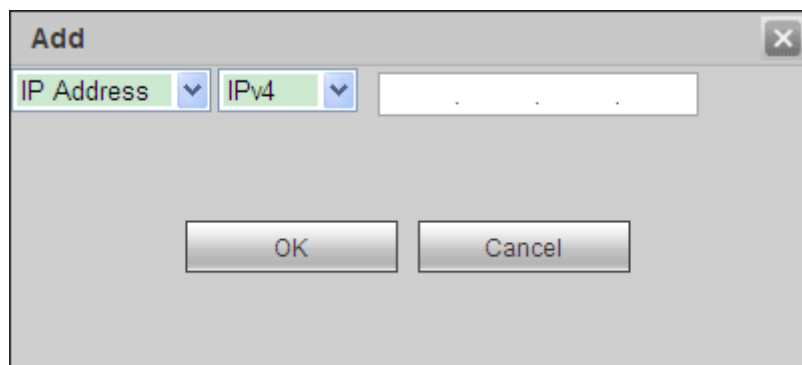 Add
IP Address IPv4 . . .
OK Cancel